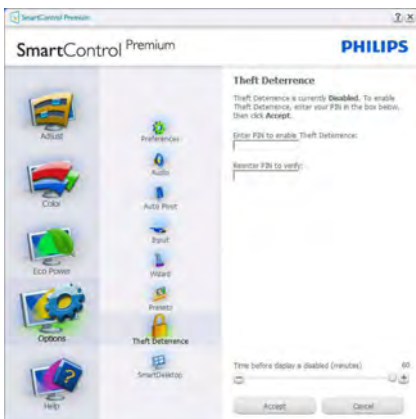 SmartControl Premium
SmartControl Premium
PHILIPS
Adjust
Color
Eco Power
Options
Help
Preferences
Audio
Auto Pivot
Input
Wizard
Presets
Theft Deterrence
SmartDesktop
Theft Deterrence
Theft Deterrence is currently Disabled. To enable
Theft Deterrence, enter your PIN in the box below,
then click Accept.
Enter PIN to enable Theft Deterrence:
Reenter PIN to verify:
Time before display is disabled (minutes) 60
Accept Cancel